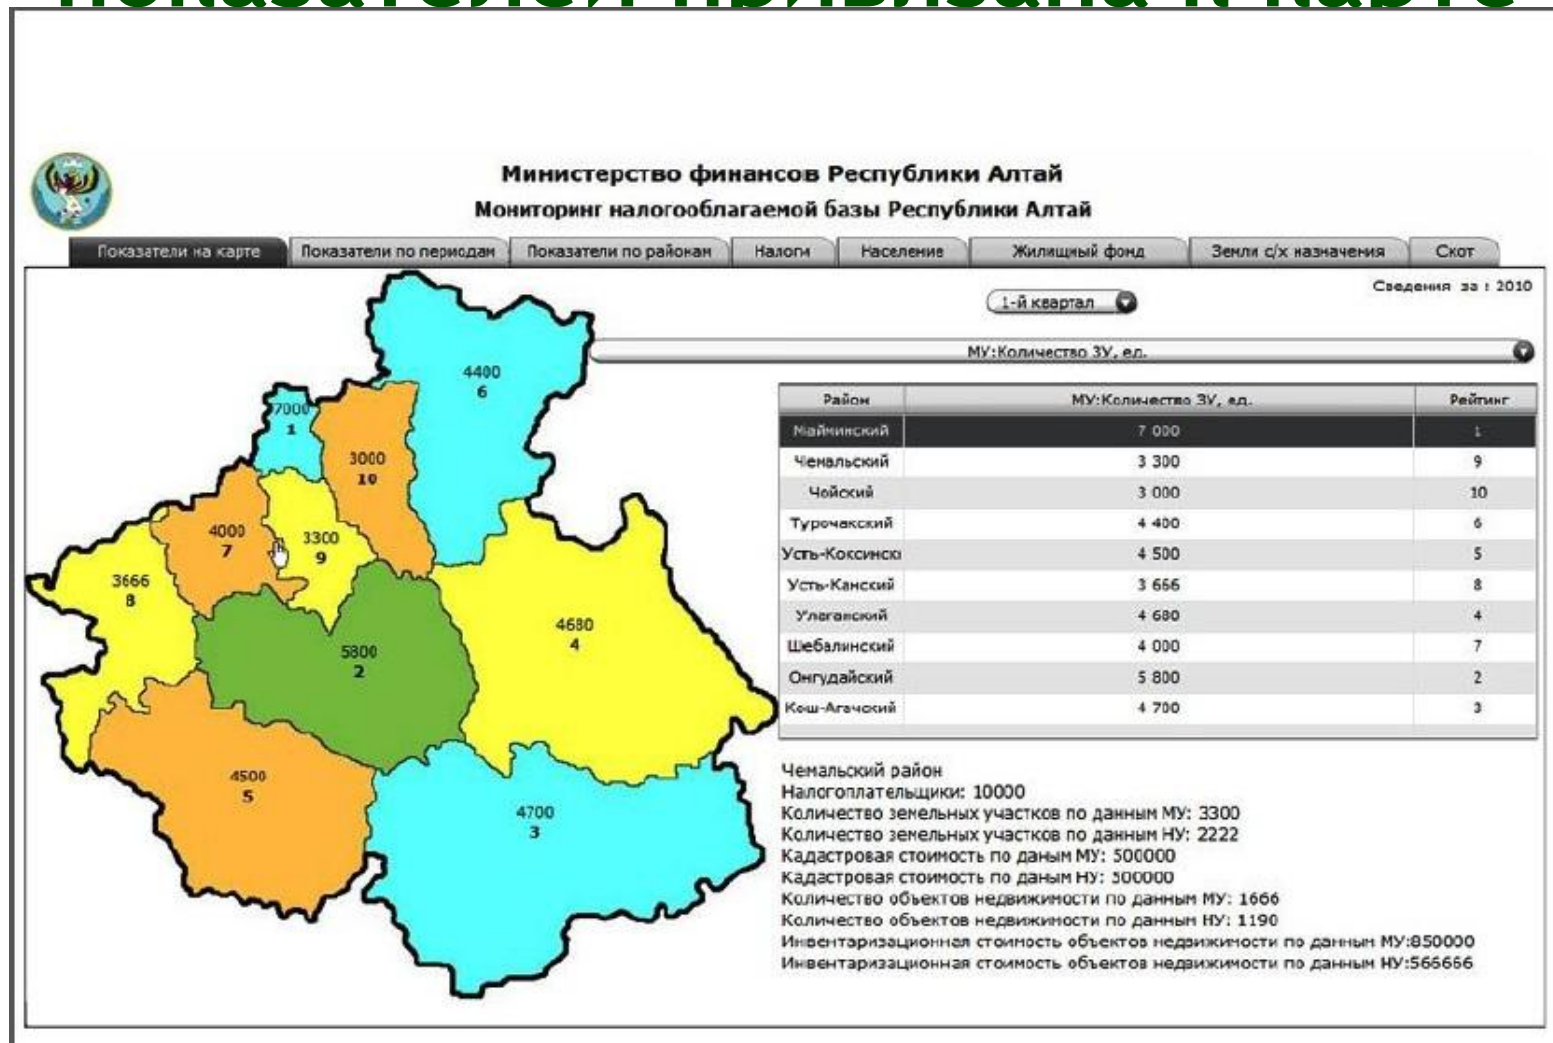 показателей привязана к карте
Министерство финансов Республики Алтай
Мониторинг налогооблагаемой базы Республики Алтай
Показатели на карте Показатели по периодам Показатели по районам Налоги Население Жилищный фонд Земли с/х назначения Скот
Сведения за : 2010
1-й квартал
МУ:Количество ЗУ, ед.
Район МУ:Количество ЗУ, ед. Рейтинг
Майминский 7 000 1
Чемальский 3 300 9
Чойский 3 000 10
Турочакский 4 400 6
Усть-Коксинск 4 500 5
Усть-Канский 3 666 8
Улаганский 4 680 4
Шебалинский 4 000 7
Онгудайский 5 800 2
Кош-Агачский 4 700 3
4400
6
7000
1
3000
10
4000
7
3300
9
3666
8
4680
4
5800
2
4500
5
4700
3
Чемальский район
Налогоплательщики: 10000
Количество земельных участков по данным МУ: 3300
Количество земельных участков по данным НУ: 2222
Кадастровая стоимость по даным МУ: 500000
Кадастровая стоимость по даным НУ: 500000
Количество объектов недвижимости по данным МУ: 1666
Количество объектов недвижимости по данным НУ: 1190
Инвентаризационная стоимость объектов недвижимости по данным МУ:850000
Инвентаризационная стоимость объектов недвижимости по данным НУ:566666